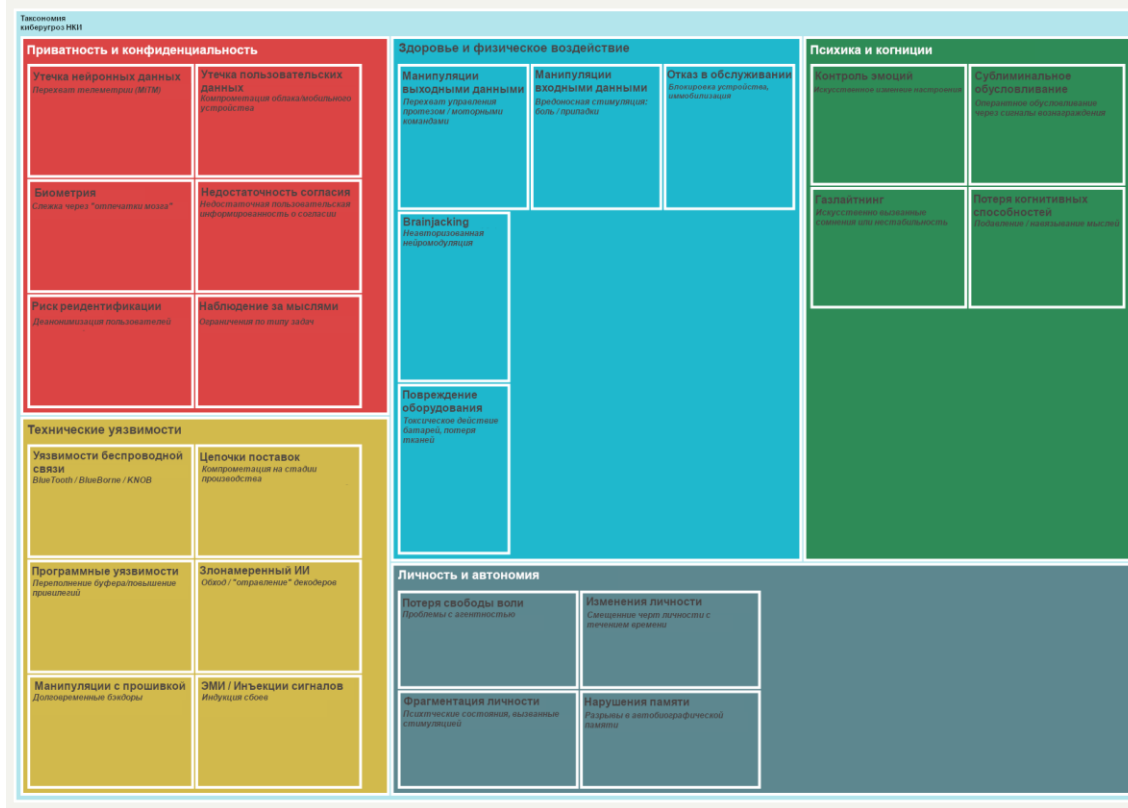 Таксономия
киберугроз НКИ
Приватность и конфиденциальность
Утечка нейронных данных
Перехват телеметрии (MiTM)
Утечка пользовательских
данных
Компрометация облака/мобильного
устройства
Биометрия
Слежка через "отпечатки мозга"
Недостаточность согласия
Недостаточная пользовательская
информированность о согласии
Риск реидентификации
Деанонимизация пользователей
Наблюдение за мыслями
Ограничения по типу задач
Технические уязвимости
Уязвимости беспроводной
связи
BlueTooth / BlueBorne / KNOB
Цепочки поставок
Компрометация на стадии
производства
Программные уязвимости
Переполнение буфера/повышение
привилегий
Злонамеренный ИИ
Обход / "отравление" декодеров
Манипуляции с прошивкой
Долговременные бэкдоры
ЭМИ / Инъекции сигналов
Индукция сбоев
Здоровье и физическое воздействие
Манипуляции
выходными данными
Перехват управления
протезом / моторными
командами
Манипуляции
входными данными
Вредоносная стимуляция:
боль / припадки
Отказ в обслуживании
Блокировка устройства,
иммобилизация
Brainjacking
Неавторизованная
нейромодуляция
Повреждение
оборудования
Токсическое действие
батарей, потеря
тканей
Психика и когниции
Контроль эмоций
Искусственное изменение настроения
Сублиминальное
обусловливание
Оперантное обусловливание
через сигналы вознаграждения
Газлайтинг
Искусственно вызванные
сомнения или нестабильность
Потеря когнитивных
способностей
Подавление / навязывание мыслей
Личность и автономия
Потеря свободы воли
Проблемы с агентностью
Изменения личности
Смещенние черт личности с
течением времени
Фрагментация личности
Психтческие состояния, вызванные
стимуляцией
Нарушения памяти
Разрывы в автобиографической
памяти